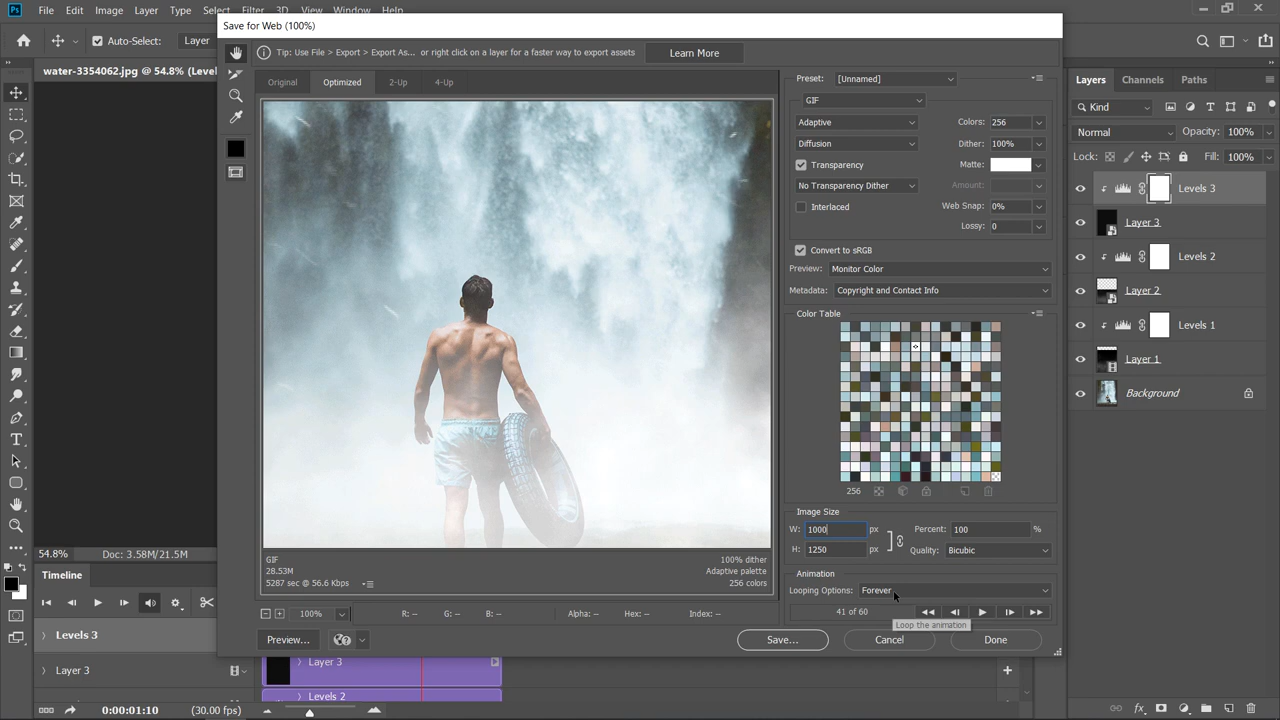 Ps File Edit Image Layer Type Select Filter 3D View Window Help
Save for Web (100%)
Auto-Select: Layer
Tip: Use File > Export > Export As... or right click on a layer for a faster way to export assets
Learn More
water-3354062.jpg @ 54.8% (Level
Original Optimized 2-Up 4-Up
Preset: [Unnamed]
GIF
Adaptive Colors: 256
Diffusion Dither: 100%
Transparency Matte:
No Transparency Dither Amount:
Interlaced Web Snap: 0%
Lossy: 0
Convert to sRGB
Preview: Monitor Color
Metadata: Copyright and Contact Info
Color Table
256
Image Size
W: 1000 px Percent: 100 %
H: 1250 px Quality: Bicubic
Animation
Looping Options: Forever
41 of 60
Loop the animation
GIF 100% dither
28.53M Adaptive palette
5287 sec @ 56.6 Kbps 256 colors
100% R: -- G: -- B: -- Alpha: -- Hex: -- Index: --
Preview... Save... Cancel Done
Layers Channels Paths
Kind
Normal Opacity: 100%
Lock: Fill: 100%
Levels 3
Layer 3
Levels 2
Layer 2
Levels 1
Layer 1
Background
54.8% Doc: 3.58M/21.5M
Timeline
Levels 3
Layer 3
Layer 3
Levels 2
0:00:01:10 (30.00 fps)